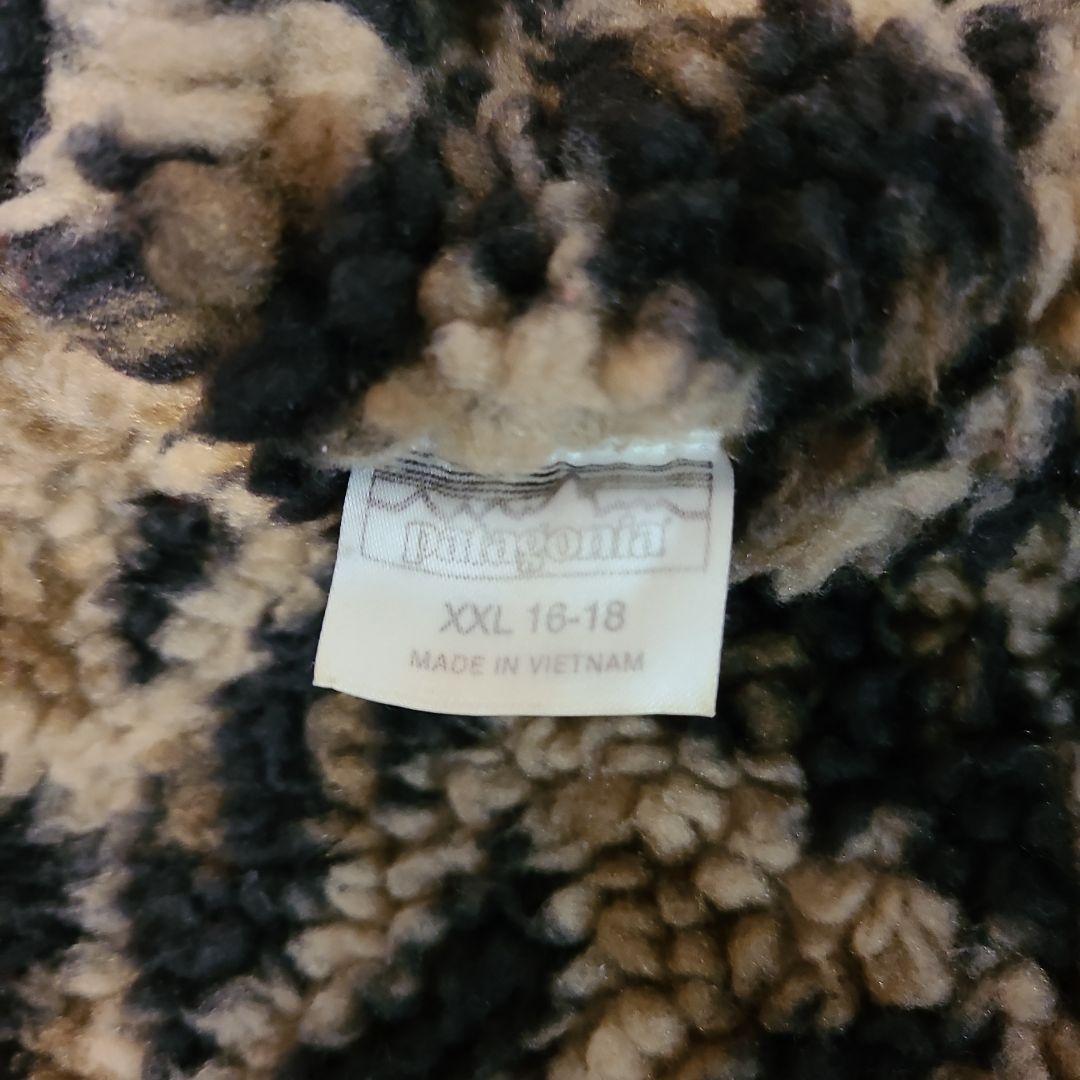 Patagonia
XXL 16-18
MADE IN VIETNAM